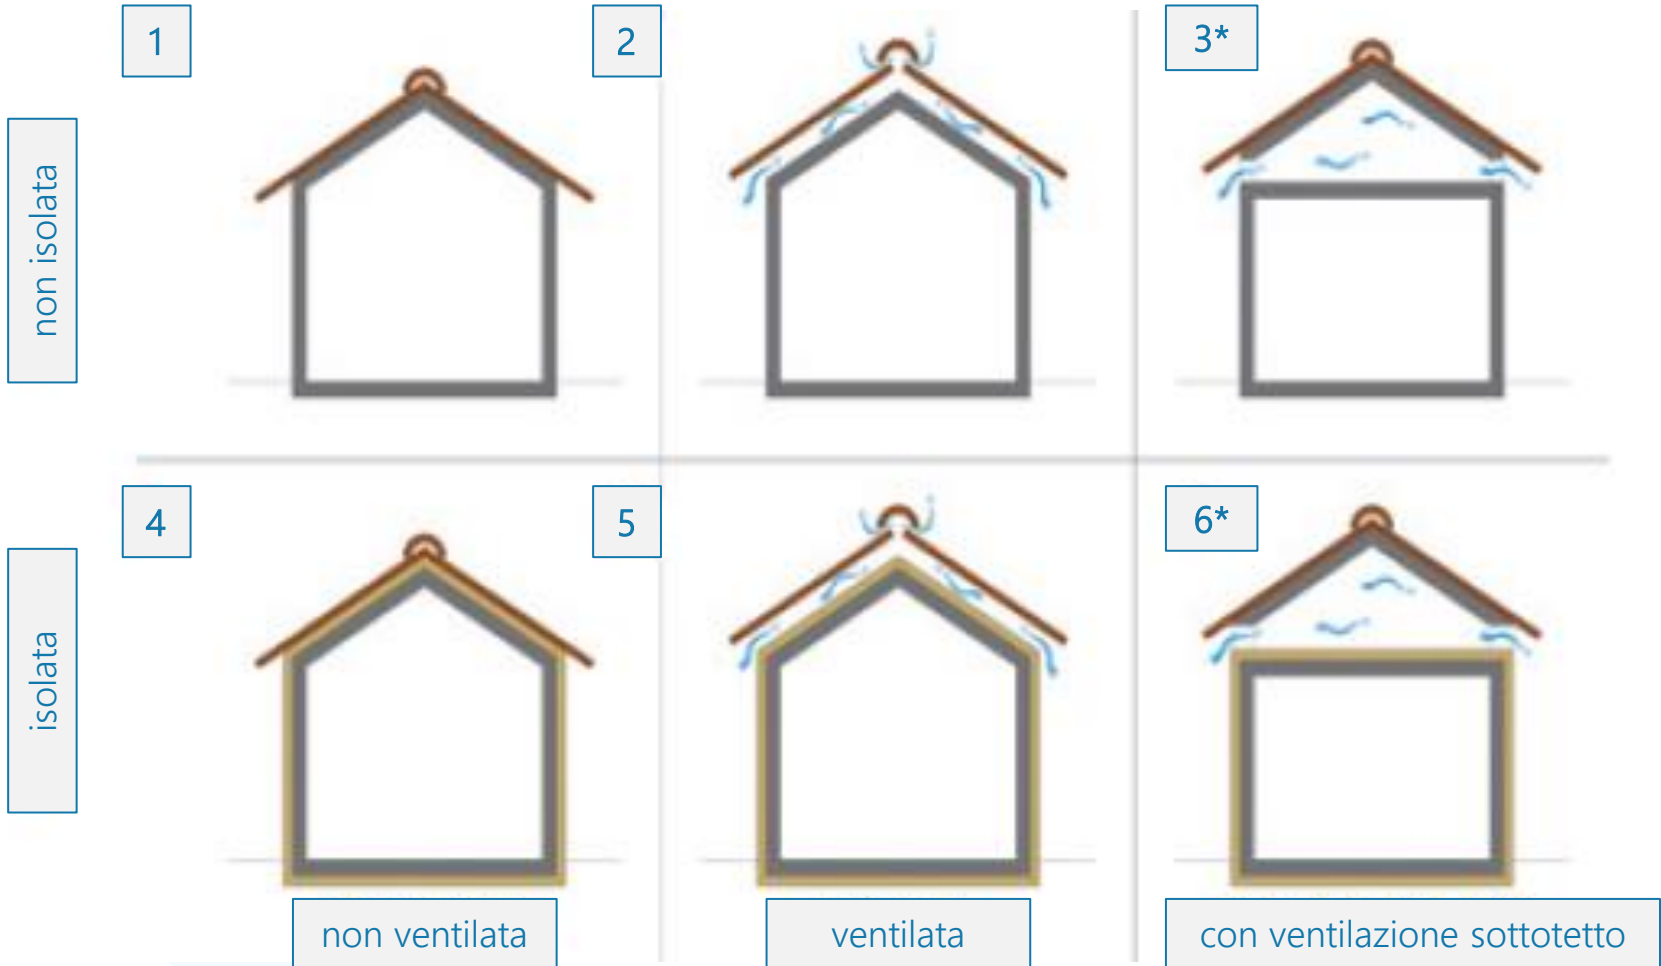 1
2
3*
non isolata
4
5
6*
isolata
non ventilata
ventilata
con ventilazione sottotetto